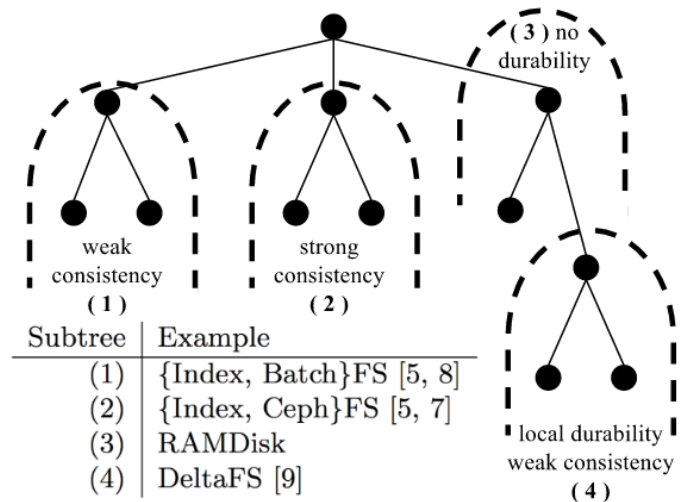 ( 3 ) no
durability
weak
consistency
( 1 )
strong
consistency
( 2 )
local durability
weak consistency
( 4 )
Subtree Example
(1) {Index, Batch}FS [5, 8]
(2) {Index, Ceph}FS [5, 7]
(3) RAMDisk
(4) DeltaFS [9]